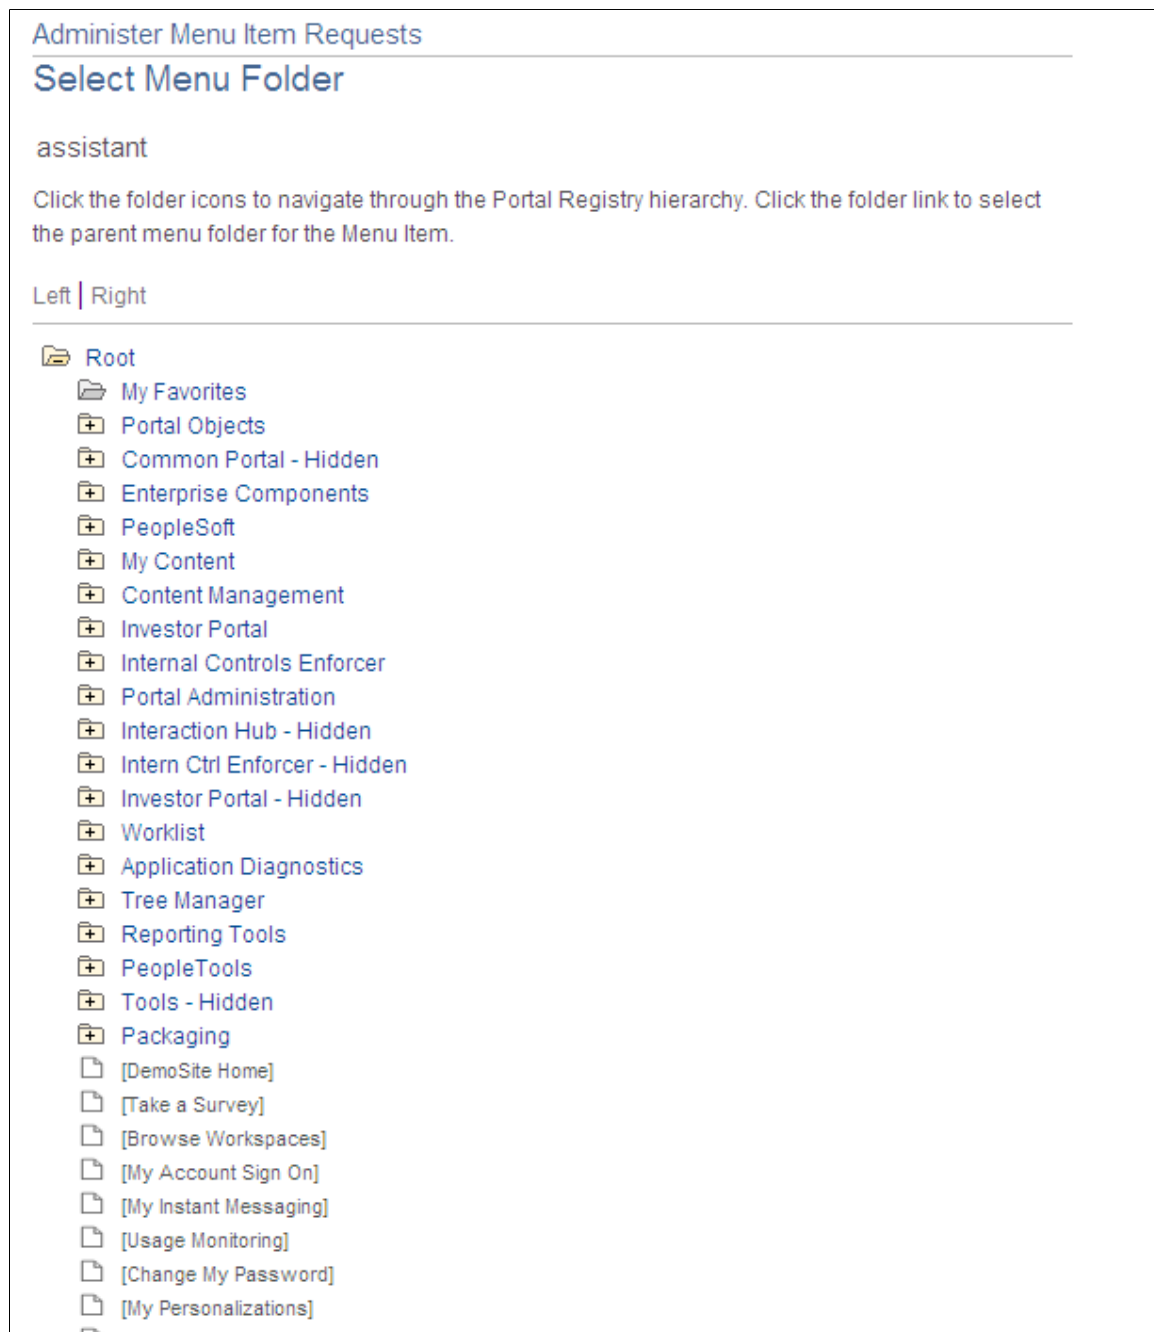 Administer Menu Item Requests
Select Menu Folder
assistant
Click the folder icons to navigate through the Portal Registry hierarchy. Click the folder link to select
the parent menu folder for the Menu Item.
Left | Right
Root
My Favorites
Portal Objects
Common Portal - Hidden
Enterprise Components
PeopleSoft
My Content
Content Management
Investor Portal
Internal Controls Enforcer
Portal Administration
Interaction Hub - Hidden
Intern Ctrl Enforcer - Hidden
Investor Portal - Hidden
Worklist
Application Diagnostics
Tree Manager
Reporting Tools
PeopleTools
Tools - Hidden
Packaging
[DemoSite Home]
[Take a Survey]
[Browse Workspaces]
[My Account Sign On]
[My Instant Messaging]
[Usage Monitoring]
[Change My Password]
[My Personalizations]